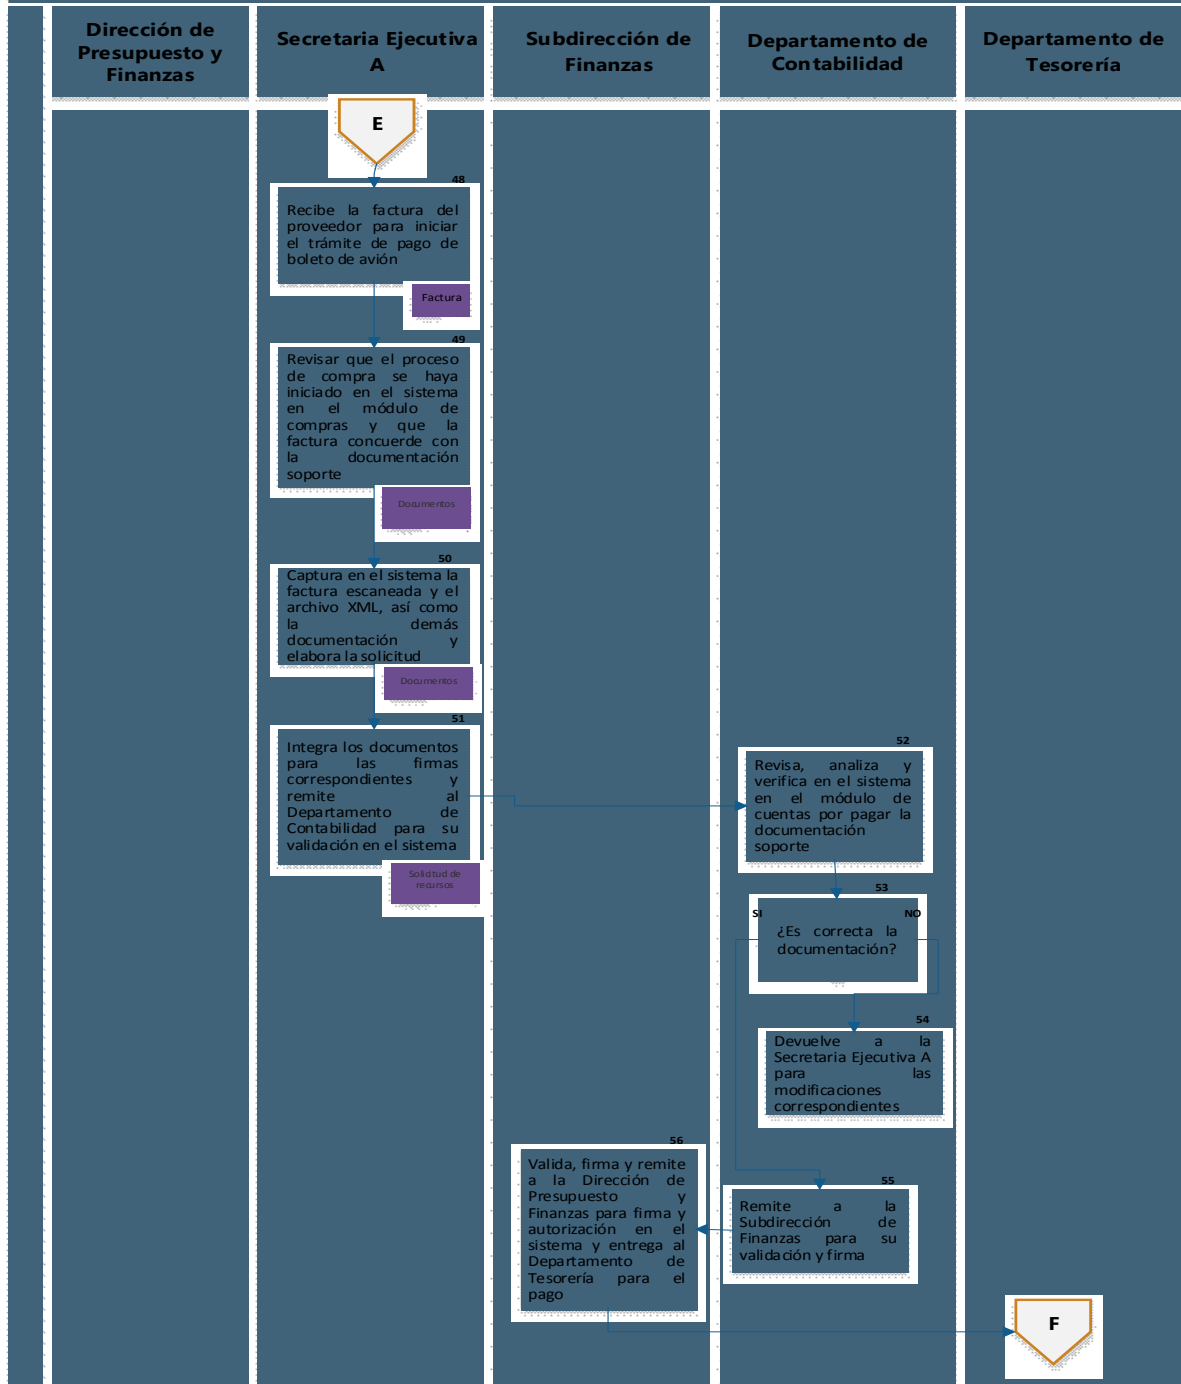 Dirección de
Presupuesto y
Finanzas
Secretaria Ejecutiva
A
Subdirección de
Finanzas
Departamento de
Contabilidad
Departamento de
Tesorería
E
48
Recibe la factura del
proveedor para iniciar
el trámite de pago de
boleto de avión
Factura
49
Revisar que el proceso
de compra se haya
iniciado en el sistema
en el módulo de
compras y que la
factura concuerde con
la documentación
soporte
Documentos
50
Captura en el sistema la
factura escaneada y el
archivo XML, así como
la demás
documentación y
elabora la solicitud
Documentos
51
Integra los documentos
para las firmas
correspondientes y
remite al
Departamento de
Contabilidad para su
validación en el sistema
Solicitud de
recursos
52
Revisa, analiza y
verifica en el sistema
en el módulo de
cuentas por pagar la
documentación
soporte
53
SI
NO
¿Es correcta la
documentación?
54
Devuelve a la
Secretaria Ejecutiva A
para las
modificaciones
correspondientes
55
Remite a la
Subdirección de
Finanzas para su
validación y firma
56
Valida, firma y remite
a la Dirección de
Presupuesto y
Finanzas para firma y
autorización en el
sistema y entrega al
Departamento de
Tesorería para el
pago
F